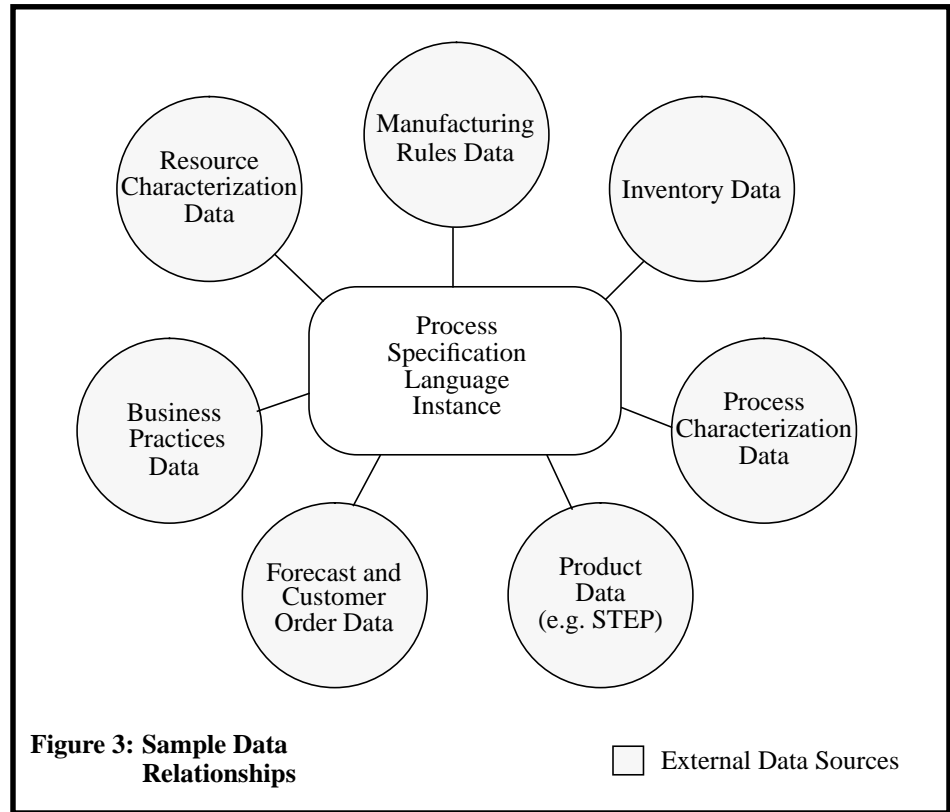 Manufacturing
Rules Data
Resource
Characterization
Data
Inventory Data
Process
Specification
Language
Instance
Business
Practices
Data
Process
Characterization
Data
Forecast and
Customer
Order Data
Product
Data
(e.g. STEP)
Figure 3: Sample Data
Relationships
External Data Sources